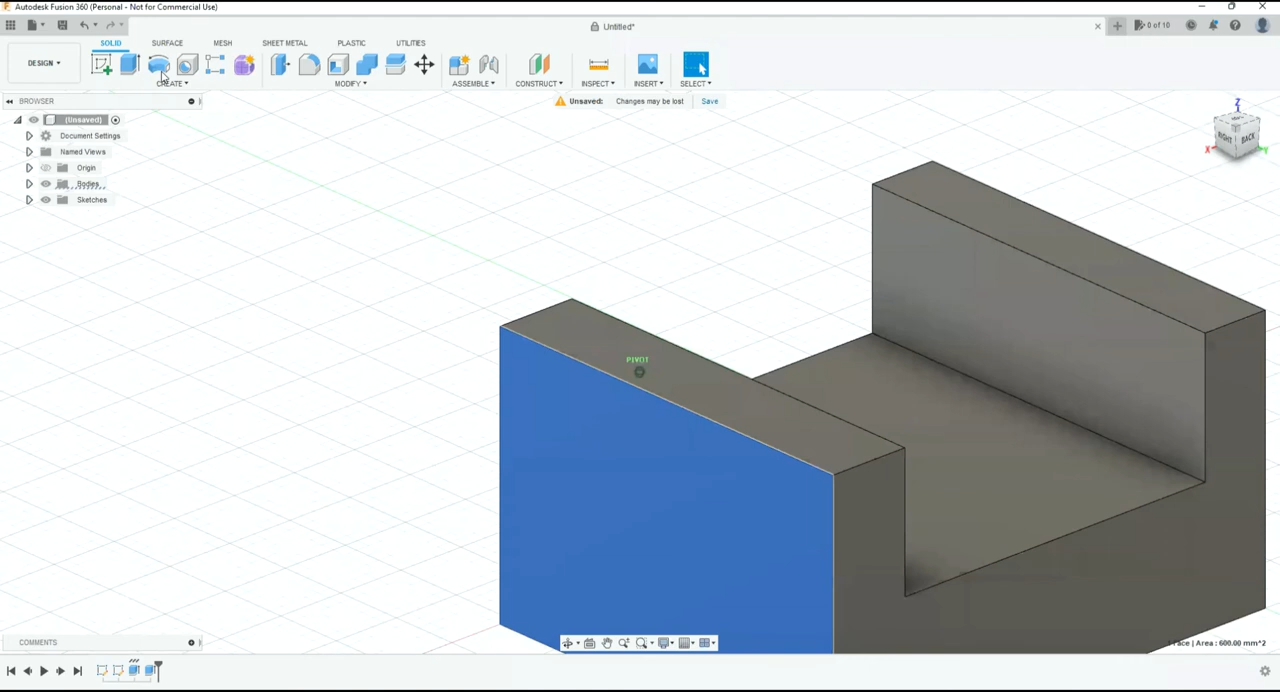 Autodesk Fusion 360 (Personal - Not for Commercial Use)
Untitled*
0 of 10
DESIGN
SOLID SURFACE MESH SHEET METAL PLASTIC UTILITIES
CREATE MODIFY ASSEMBLE CONSTRUCT INSPECT INSERT SELECT
BROWSER
Unsaved: Changes may be lost Save
(Unsaved)
Document Settings
Named Views
Origin
Bodies
Sketches
Z
RIGHT BACK
X Y
PIVOT
COMMENTS
Face | Area : 600.00 mm^2